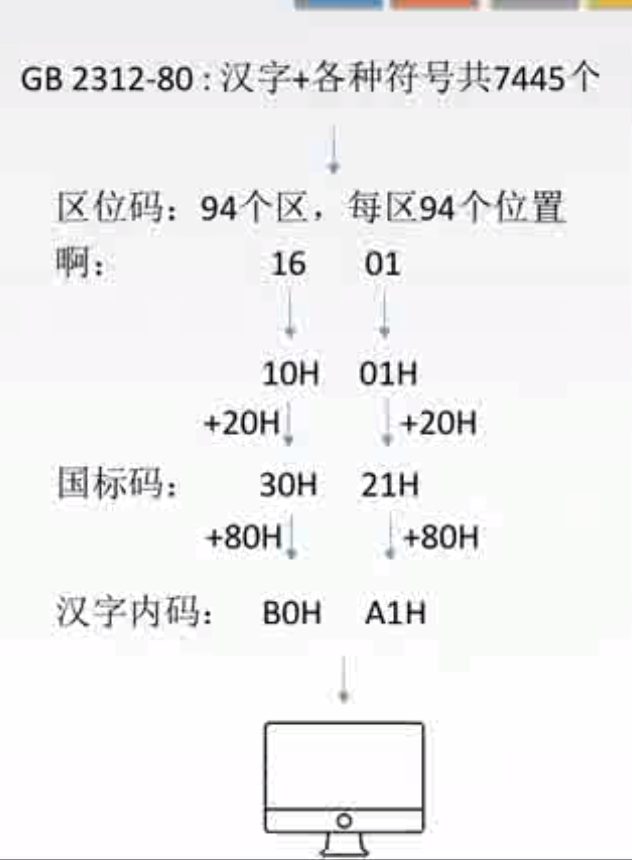 GB 2312-80 : 汉字+各种符号共7445个
区位码：94个区，每区94个位置
啊： 16 01
10H 01H
+20H +20H
国标码： 30H 21H
+80H +80H
汉字内码： B0H A1H